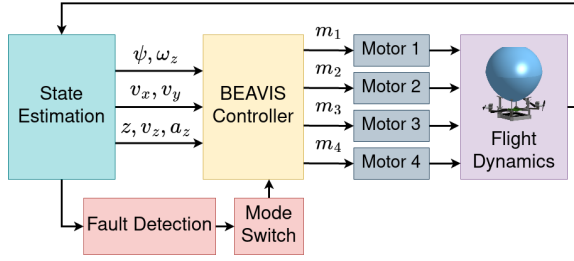 State
Estimation
ψ, ω_z
v_x, v_y
z, v_z, a_z
BEAVIS
Controller
m_1
m_2
m_3
m_4
Motor 1
Motor 2
Motor 3
Motor 4
Flight
Dynamics
Fault Detection
Mode
Switch